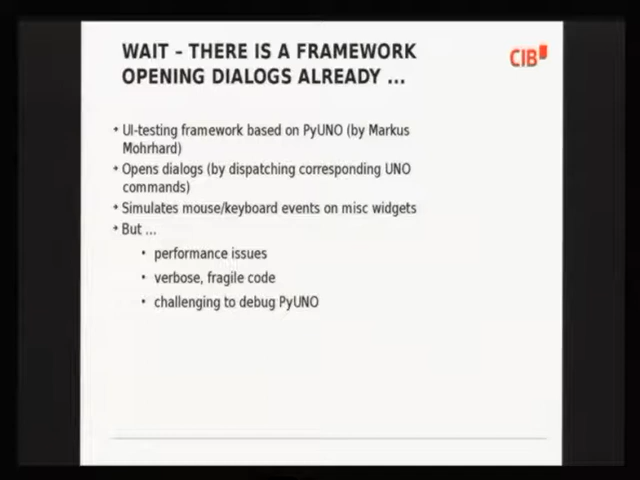 WAIT – THERE IS A FRAMEWORK
OPENING DIALOGS ALREADY ...
CIB
• UI-testing framework based on PyUNO (by Markus
Mohrhard)
• Opens dialogs (by dispatching corresponding UNO
commands)
• Simulates mouse/keyboard events on misc widgets
• But ...
• performance issues
• verbose, fragile code
• challenging to debug PyUNO